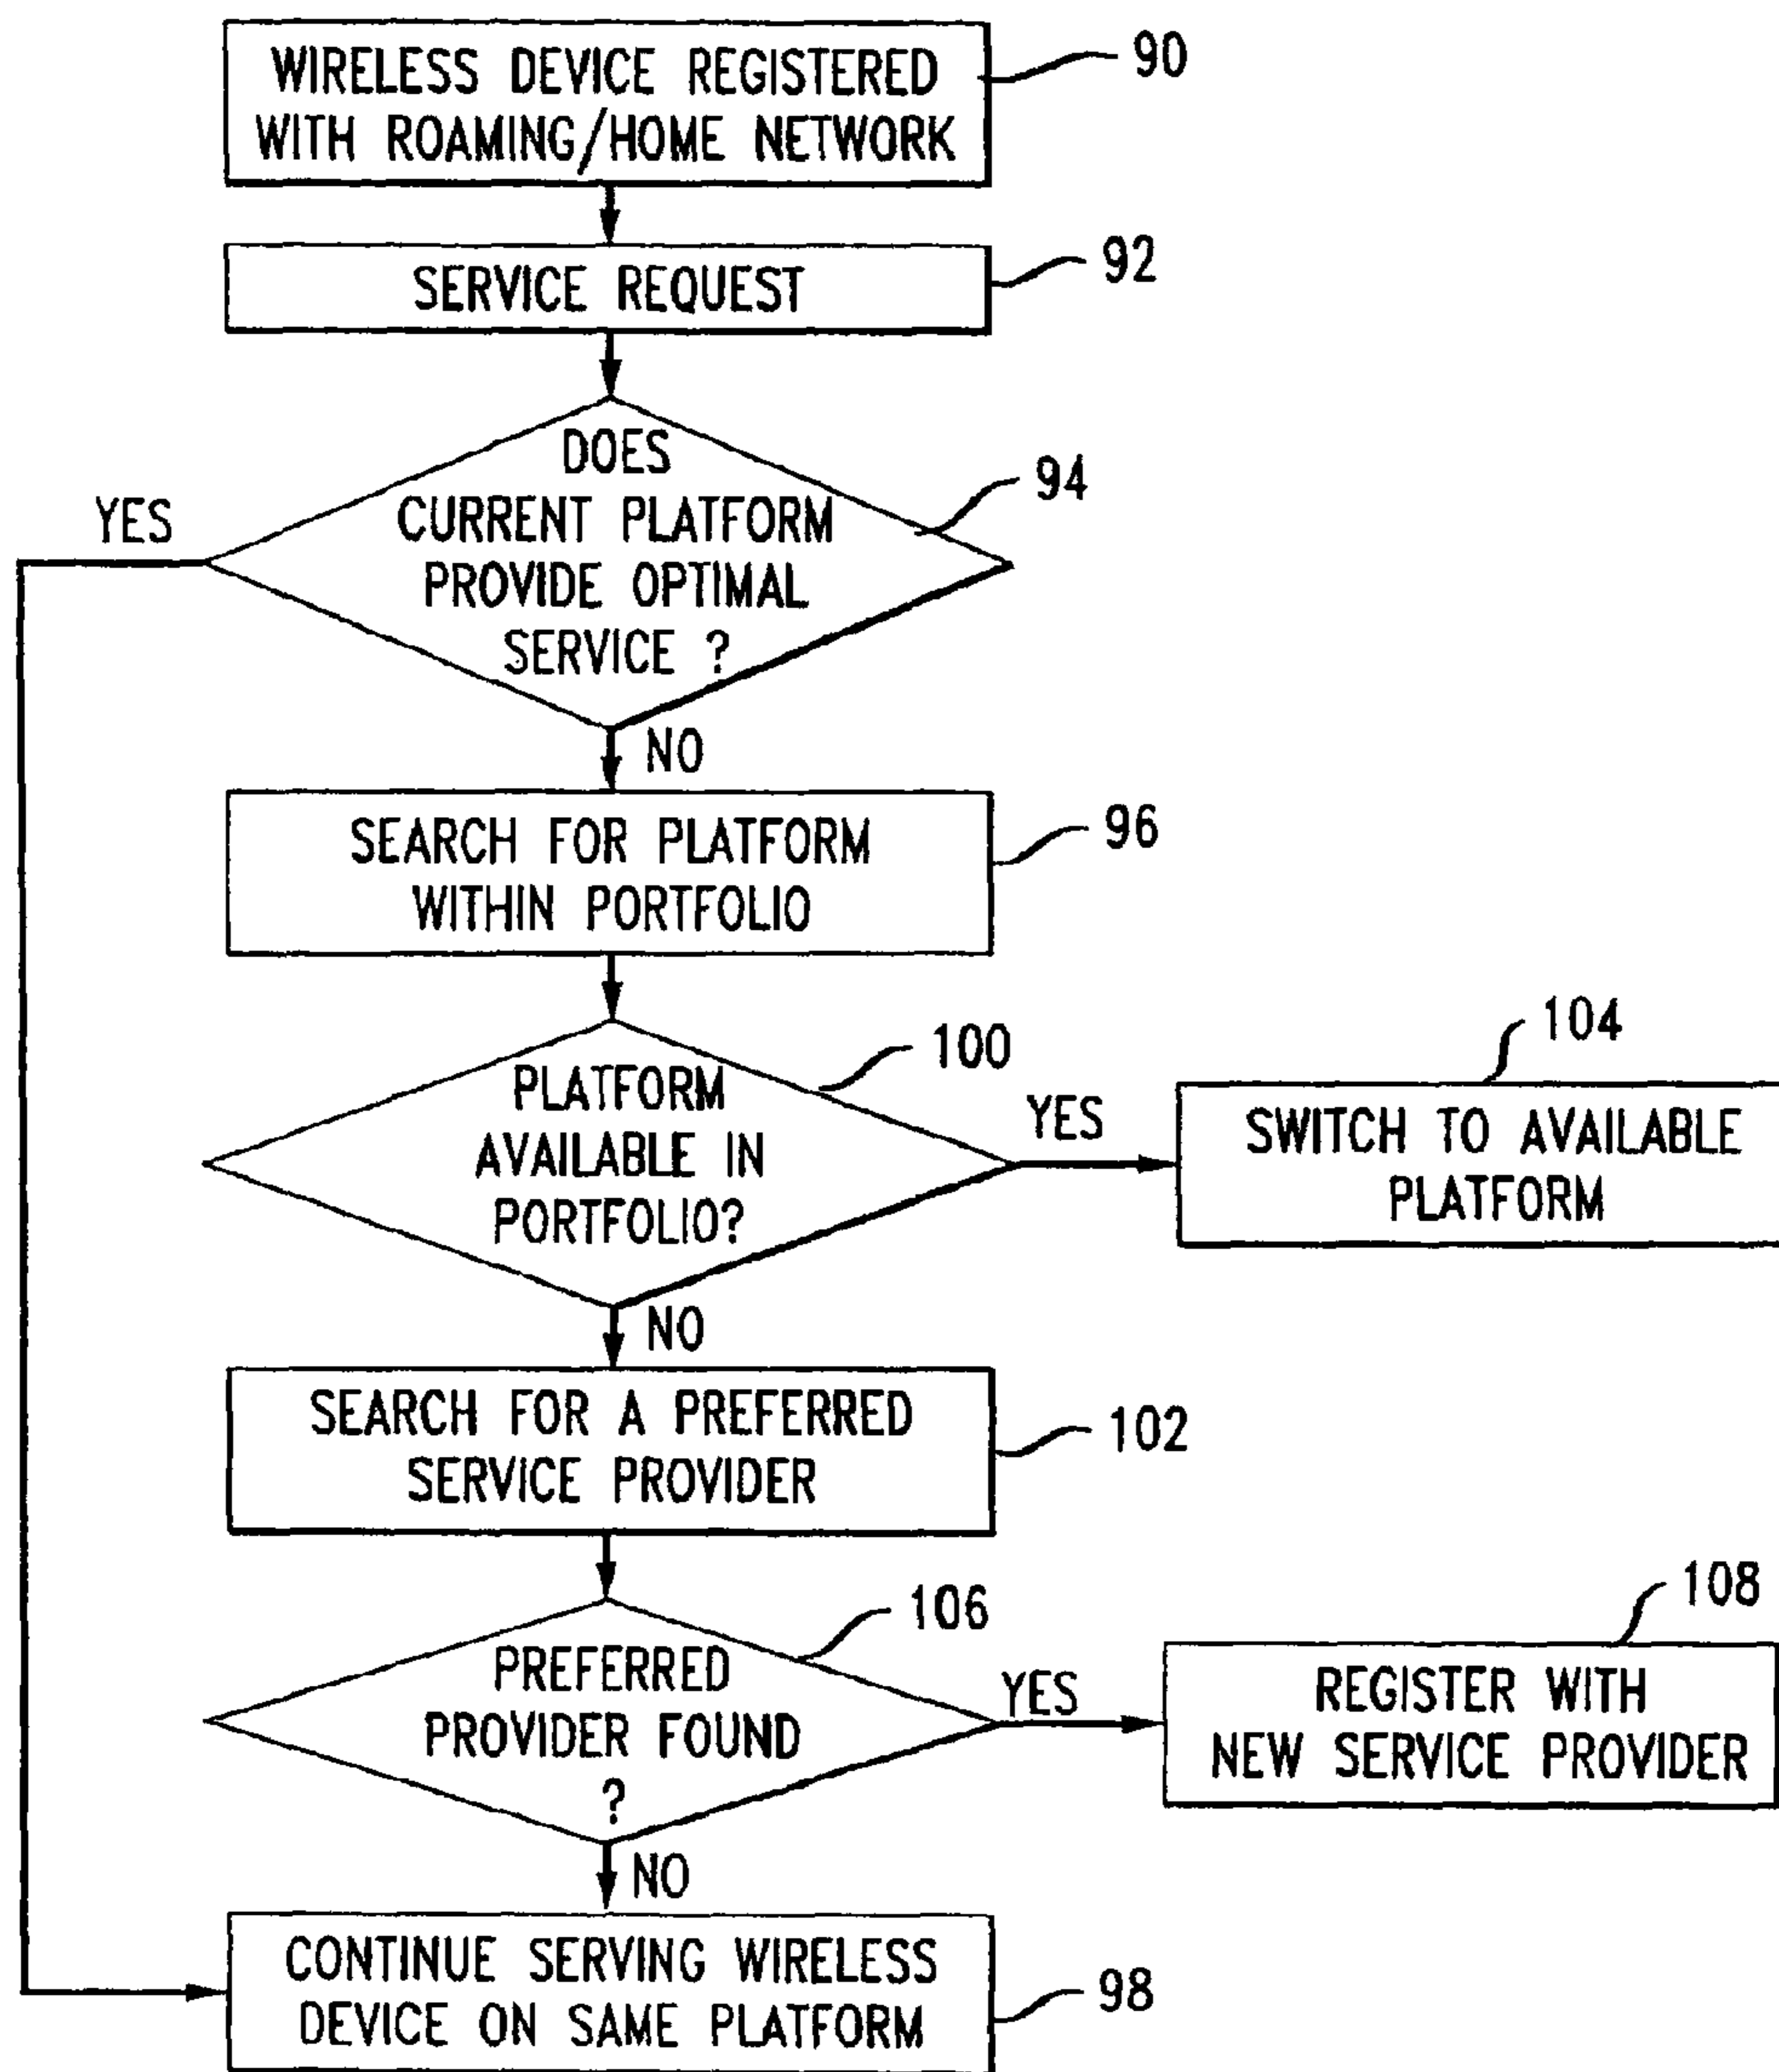 WIRELESS DEVICE REGISTERED
WITH ROAMING/HOME NETWORK
90
SERVICE REQUEST
92
DOES
CURRENT PLATFORM
PROVIDE OPTIMAL
SERVICE ?
94
YES
NO
SEARCH FOR PLATFORM
WITHIN PORTFOLIO
96
PLATFORM
AVAILABLE IN
PORTFOLIO?
100
YES
SWITCH TO AVAILABLE
PLATFORM
104
NO
SEARCH FOR A PREFERRED
SERVICE PROVIDER
102
PREFERRED
PROVIDER FOUND
?
106
YES
REGISTER WITH
NEW SERVICE PROVIDER
108
NO
CONTINUE SERVING WIRELESS
DEVICE ON SAME PLATFORM
98